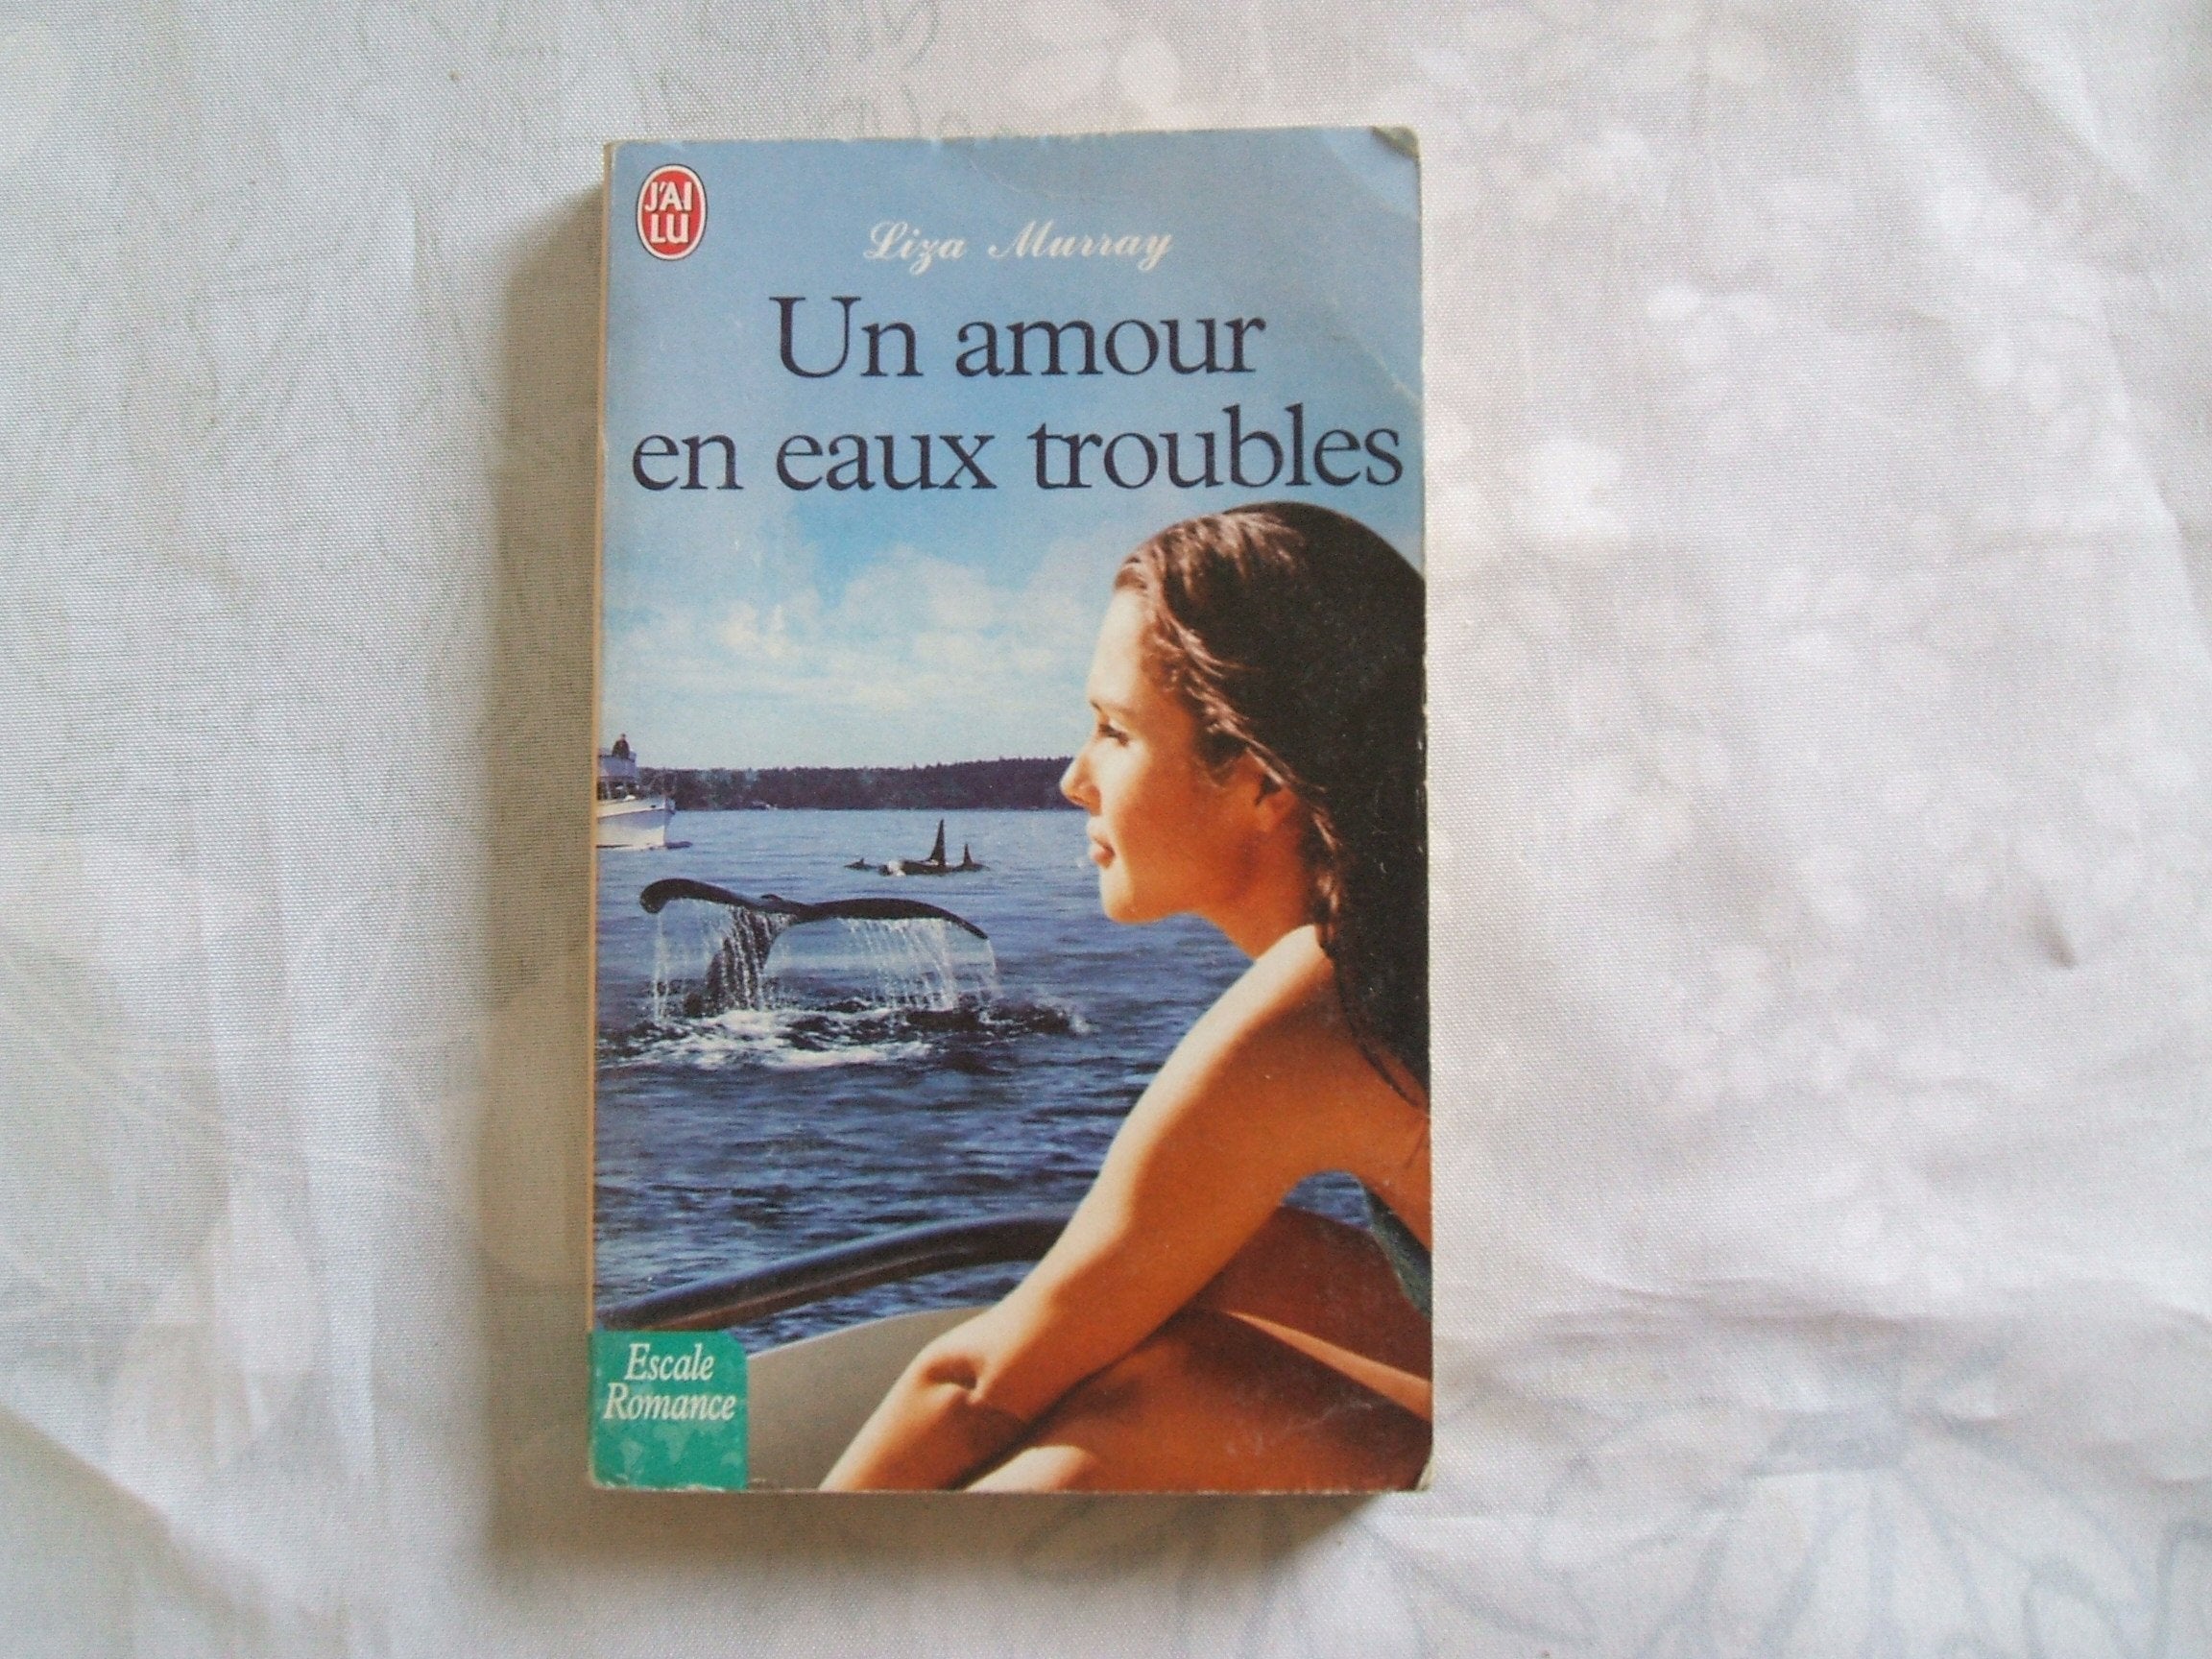 J'AI
LU
Liza Murray
Un amour
en eaux troubles
Escale
Romance